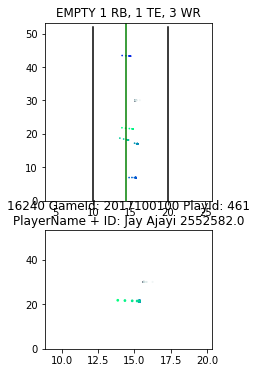 EMPTY 1 RB, 1 TE, 3 WR
50
40
30
20
10
0
5 10 15 20 25
16240 GameId: 2017100100 PlayId: 461
PlayerName + ID: Jay Ajayi 2552582.0
40
20
0
10.0 12.5 15.0 17.5 20.0